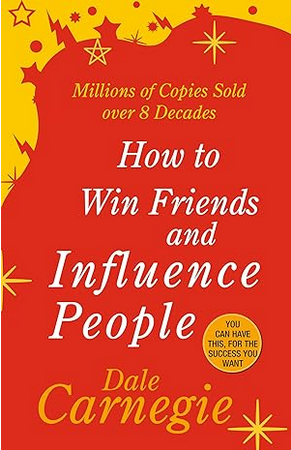 Millions of Copies Sold
over 8 Decades
How to
Win Friends
and
Influence
People
YOU
CAN HAVE
THIS, FOR THE
SUCCESS YOU
WANT
Dale
Carnegie